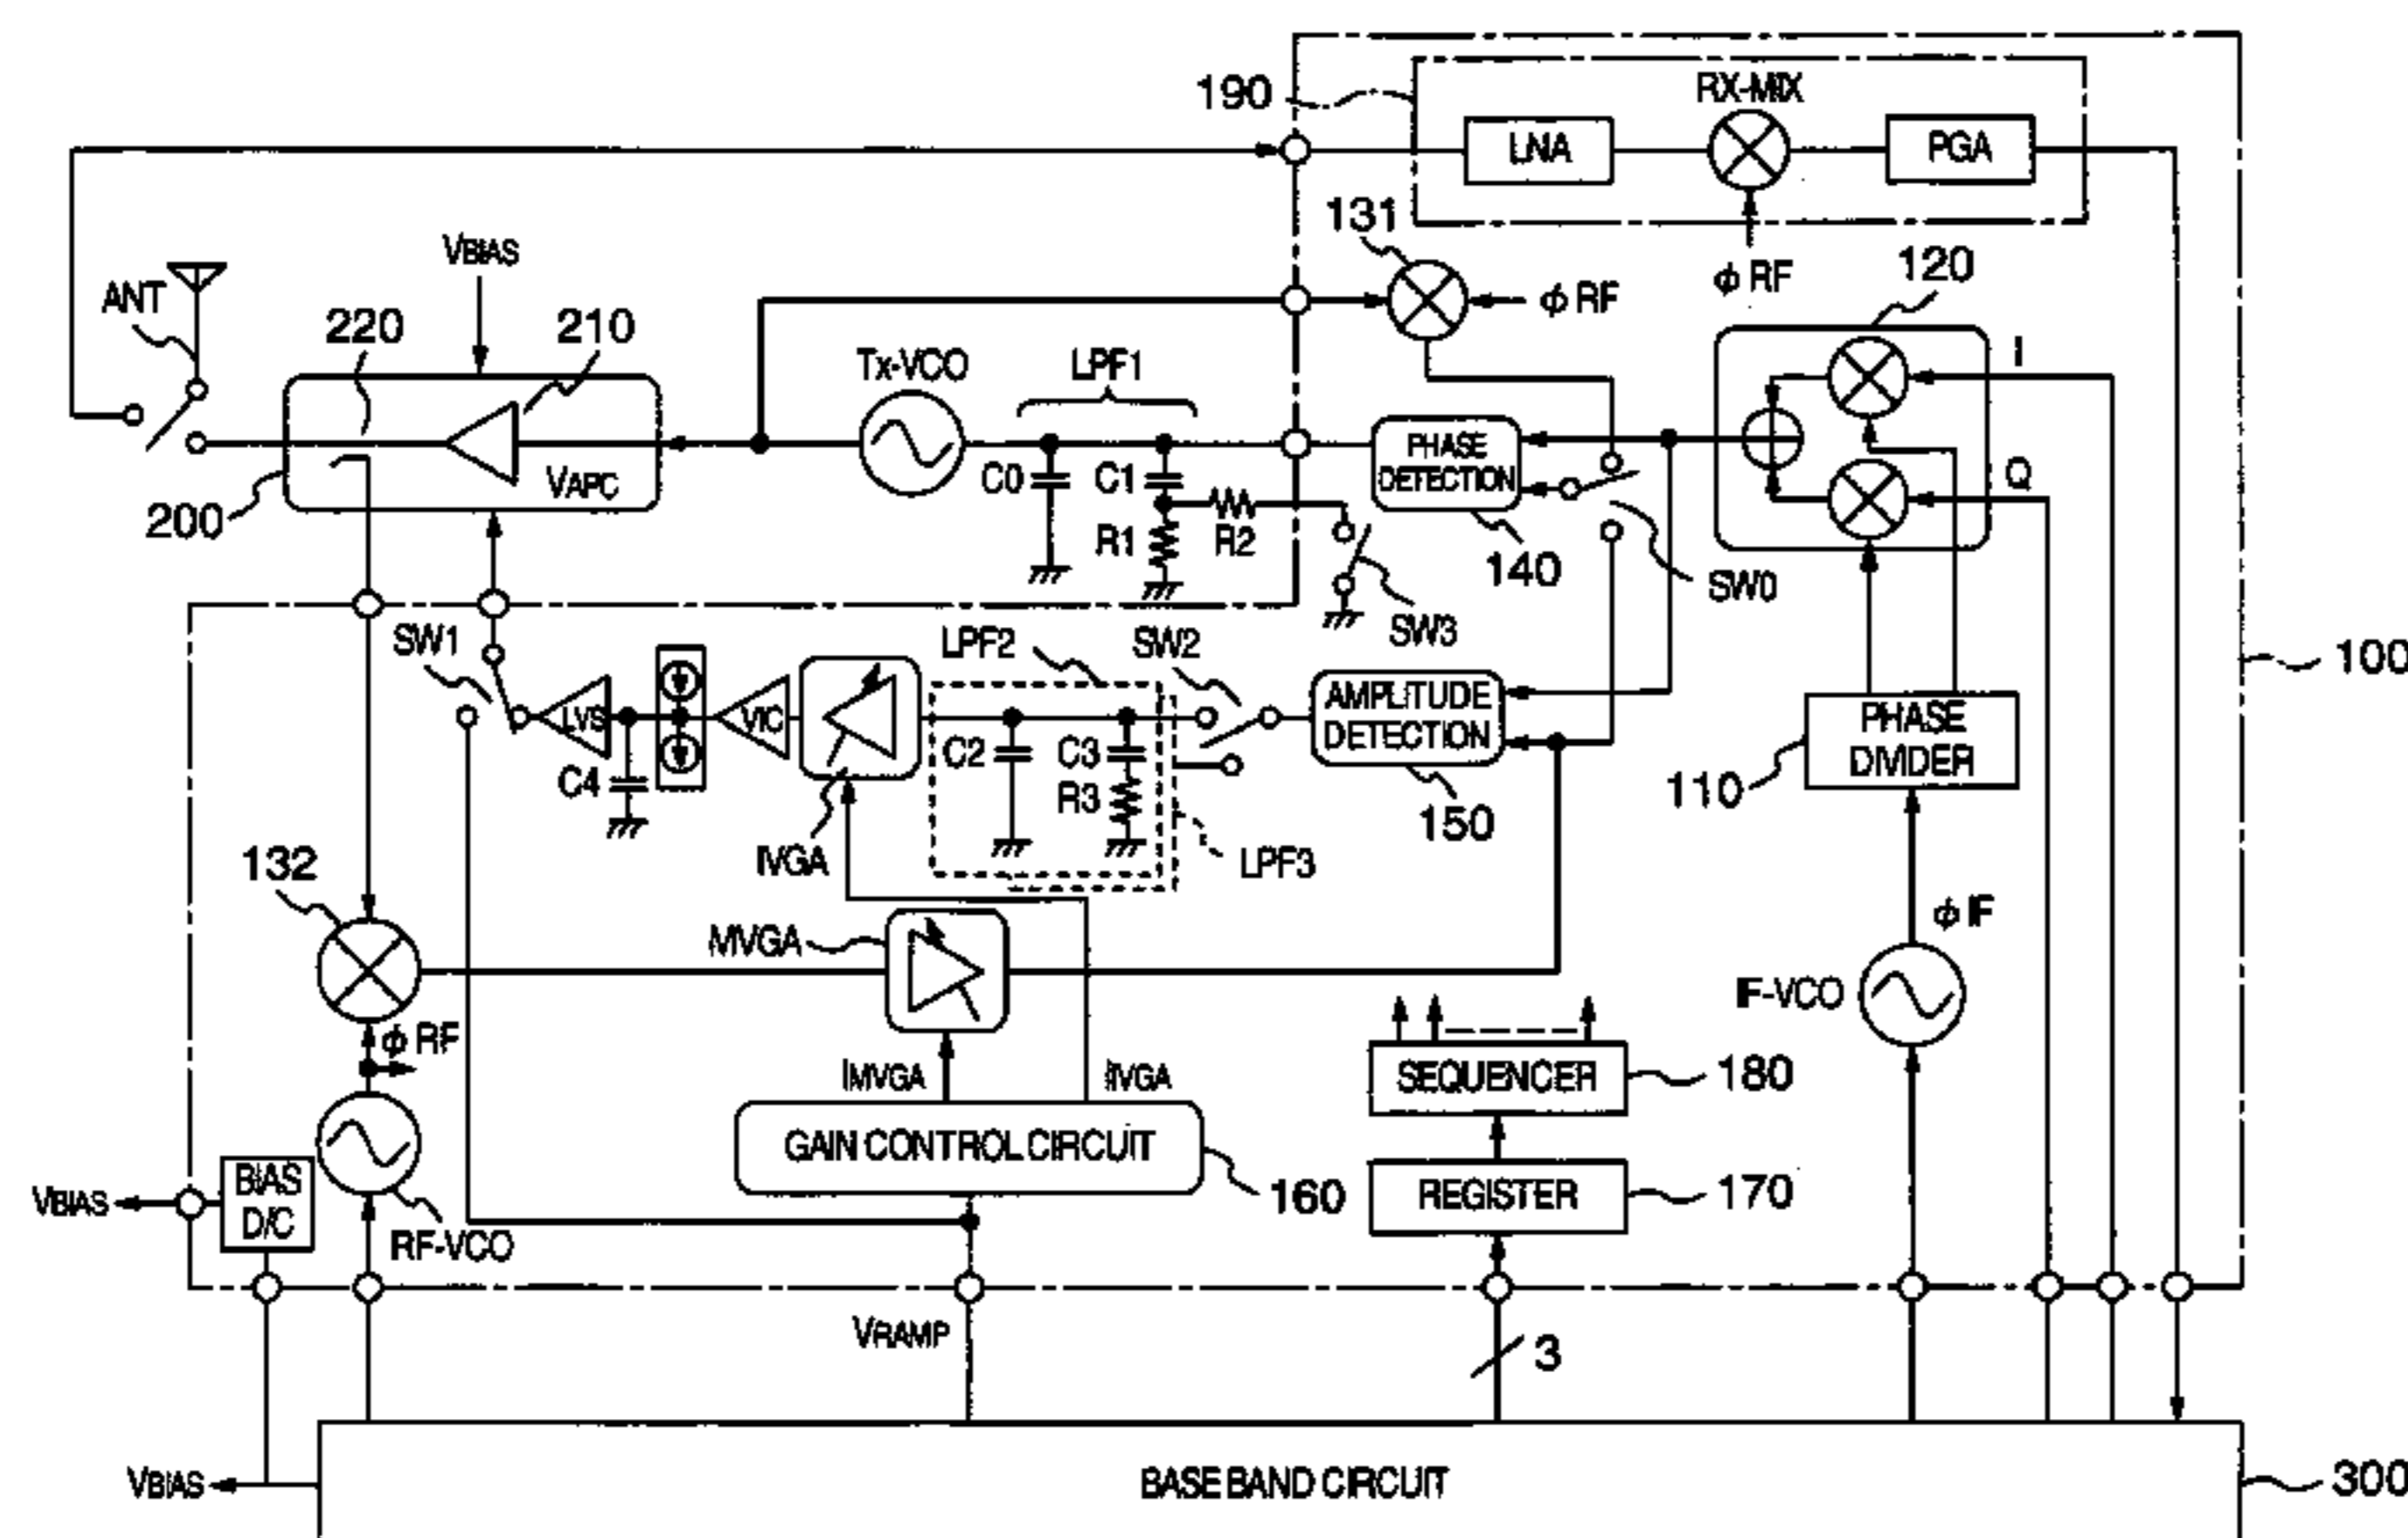 190
RX-MIX
LNA
PGA
131
VBIAS
φ RF
120
ANT
φ RF
220
210
Tx-VCO
LPF1
I
PHASE
DETECTION
C0
C1
Q
VAPC
200
R1
R2
140
SW0
SW3
SW1
LPF2
SW2
100
AMPLITUDE
DETECTION
PHASE
DIVIDER
LVS
VIC
C2
C3
C4
R3
110
150
132
IVGA
LPF3
φ IF
MVGA
IF-VCO
φ RF
IMVGA
IIVGA
SEQUENCER
180
GAIN CONTROL CIRCUIT
BIAS
D/C
160
REGISTER
170
VBIAS
RF-VCO
VRAMP
3
VBIAS
BASE BAND CIRCUIT
300